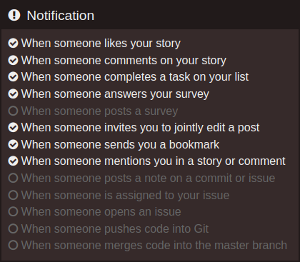 Notification
When someone likes your story
When someone comments on your story
When someone completes a task on your list
When someone answers your survey
When someone posts a survey
When someone invites you to jointly edit a post
When someone sends you a bookmark
When someone mentions you in a story or comment
When someone posts a note on a commit or issue
When someone is assigned to your issue
When someone opens an issue
When someone pushes code into Git
When someone merges code into the master branch